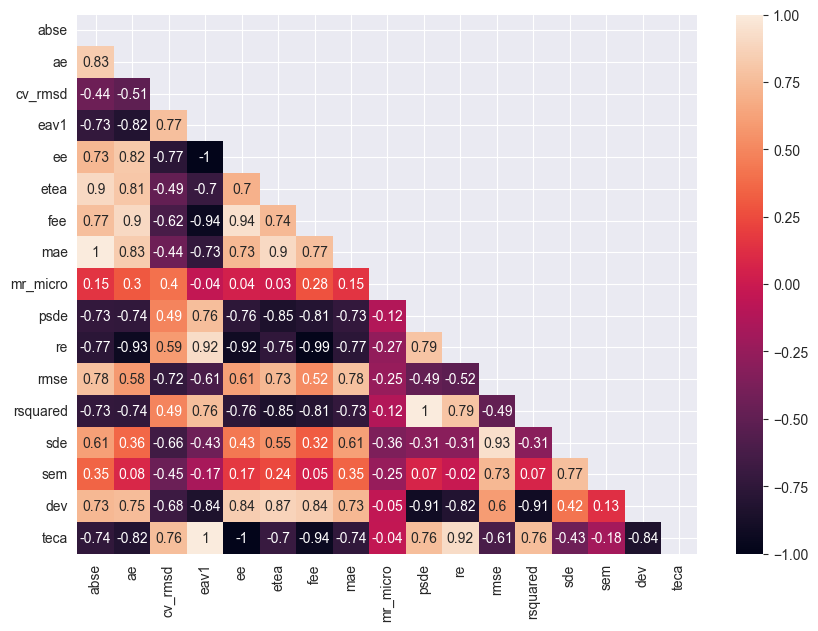 abse
ae 0.83
cv_rmsd -0.44 -0.51
eav1 -0.73 -0.82 0.77
ee 0.73 0.82 -0.77 -1
etea 0.9 0.81 -0.49 -0.7 0.7
fee 0.77 0.9 -0.62 -0.94 0.94 0.74
mae 1 0.83 -0.44 -0.73 0.73 0.9 0.77
mr_micro 0.15 0.3 0.4 -0.04 0.04 0.03 0.28 0.15
psde -0.73 -0.74 0.49 0.76 -0.76 -0.85 -0.81 -0.73 -0.12
re -0.77 -0.93 0.59 0.92 -0.92 -0.75 -0.99 -0.77 -0.27 0.79
rmse 0.78 0.58 -0.72 -0.61 0.61 0.73 0.52 0.78 -0.25 -0.49 -0.52
rsquared -0.73 -0.74 0.49 0.76 -0.76 -0.85 -0.81 -0.73 -0.12 1 0.79 -0.49
sde 0.61 0.36 -0.66 -0.43 0.43 0.55 0.32 0.61 -0.36 -0.31 -0.31 0.93 -0.31
sem 0.35 0.08 -0.45 -0.17 0.17 0.24 0.05 0.35 -0.25 0.07 -0.02 0.73 0.07 0.77
dev 0.73 0.75 -0.68 -0.84 0.84 0.87 0.84 0.73 -0.05 -0.91 -0.82 0.6 -0.91 0.42 0.13
teca -0.74 -0.82 0.76 1 -1 -0.7 -0.94 -0.74 -0.04 0.76 0.92 -0.61 0.76 -0.43 -0.18 -0.84
abse ae cv_rmsd eav1 ee etea fee mae mr_micro psde re rmse rsquared sde sem dev teca
1.00
0.75
0.50
0.25
0.00
-0.25
-0.50
-0.75
-1.00